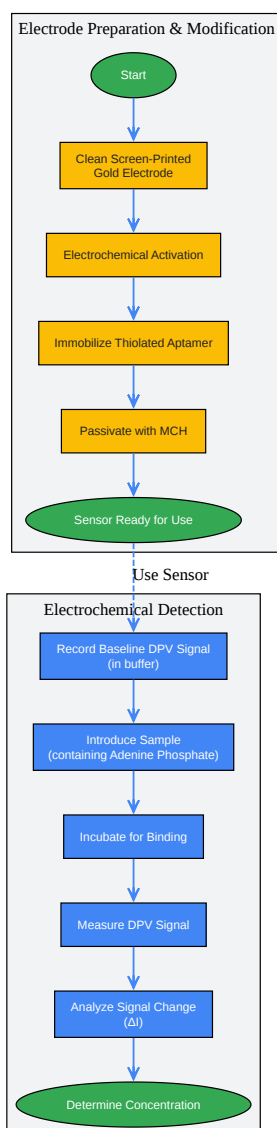 Electrode Preparation & Modification
Start
Clean Screen-Printed
Gold Electrode
Electrochemical Activation
Immobilize Thiolated Aptamer
Passivate with MCH
Sensor Ready for Use
Use Sensor
Electrochemical Detection
Record Baseline DPV Signal
(in buffer)
Introduce Sample
(containing Adenine Phosphate)
Incubate for Binding
Measure DPV Signal
Analyze Signal Change
(ΔI)
Determine Concentration